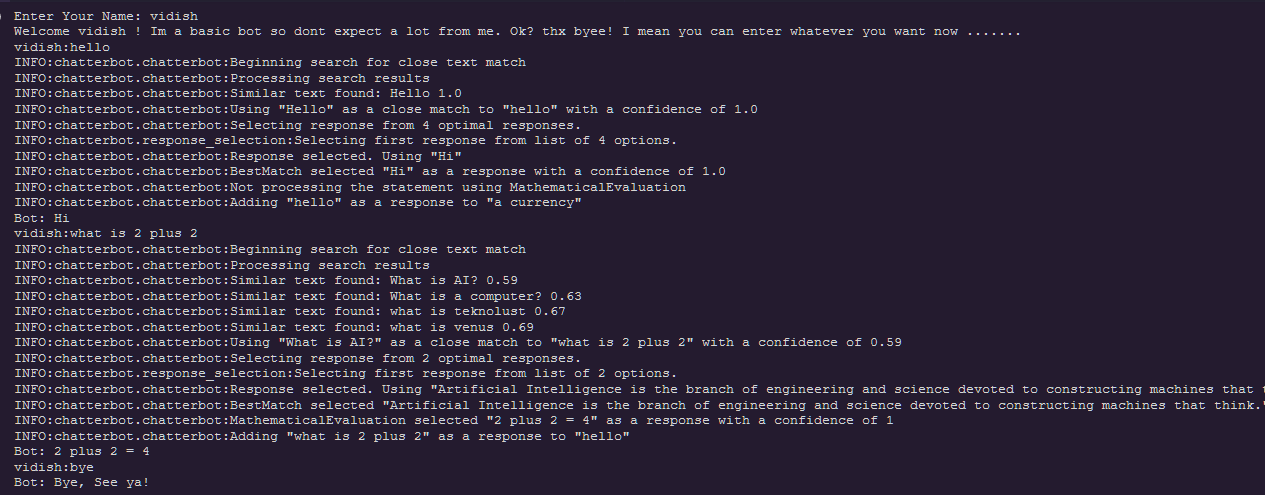 Enter Your Name: vidish
Welcome vidish ! Im a basic bot so dont expect a lot from me. Ok? thx byee! I mean you can enter whatever you want now .......
vidish:hello
INFO:chatterbot.chatterbot:Beginning search for close text match
INFO:chatterbot.chatterbot:Processing search results
INFO:chatterbot.chatterbot:Similar text found: Hello 1.0
INFO:chatterbot.chatterbot:Using "Hello" as a close match to "hello" with a confidence of 1.0
INFO:chatterbot.chatterbot:Selecting response from 4 optimal responses.
INFO:chatterbot.response_selection:Selecting first response from list of 4 options.
INFO:chatterbot.chatterbot:Response selected. Using "Hi"
INFO:chatterbot.chatterbot:BestMatch selected "Hi" as a response with a confidence of 1.0
INFO:chatterbot.chatterbot:Not processing the statement using MathematicalEvaluation
INFO:chatterbot.chatterbot:Adding "hello" as a response to "a currency"
Bot: Hi
vidish:what is 2 plus 2
INFO:chatterbot.chatterbot:Beginning search for close text match
INFO:chatterbot.chatterbot:Processing search results
INFO:chatterbot.chatterbot:Similar text found: What is AI? 0.59
INFO:chatterbot.chatterbot:Similar text found: What is a computer? 0.63
INFO:chatterbot.chatterbot:Similar text found: what is teknolust 0.67
INFO:chatterbot.chatterbot:Similar text found: what is venus 0.69
INFO:chatterbot.chatterbot:Using "What is AI?" as a close match to "what is 2 plus 2" with a confidence of 0.59
INFO:chatterbot.chatterbot:Selecting response from 2 optimal responses.
INFO:chatterbot.response_selection:Selecting first response from list of 2 options.
INFO:chatterbot.chatterbot:Response selected. Using "Artificial Intelligence is the branch of engineering and science devoted to constructing machines that
INFO:chatterbot.chatterbot:BestMatch selected "Artificial Intelligence is the branch of engineering and science devoted to constructing machines that think."
INFO:chatterbot.chatterbot:MathematicalEvaluation selected "2 plus 2 = 4" as a response with a confidence of 1
INFO:chatterbot.chatterbot:Adding "what is 2 plus 2" as a response to "hello"
Bot: 2 plus 2 = 4
vidish:bye
Bot: Bye, See ya!